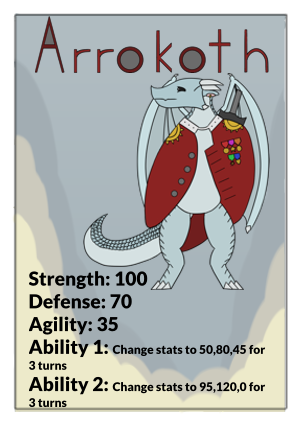 Arrokoth
Strength: 100
Defense: 70
Agility: 35
Ability 1: Change stats to 50,80,45 for
3 turns
Ability 2: Change stats to 95,120,0 for
3 turns